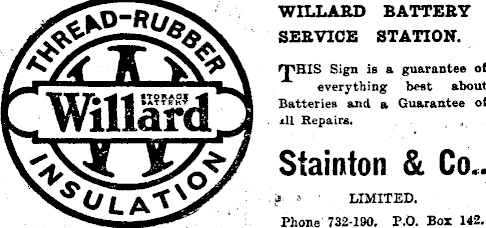 THREAD-RUBBER
Willard
STORAGE
BATTERY
INSULATION
WILLARD BATTERY
SERVICE STATION.
THIS Sign is a guarantee of
everything best about
Batteries and a Guarantee of
all Repairs.
Stainton & Co.,
LIMITED.
Phone 732-190. P.O. Box 142.